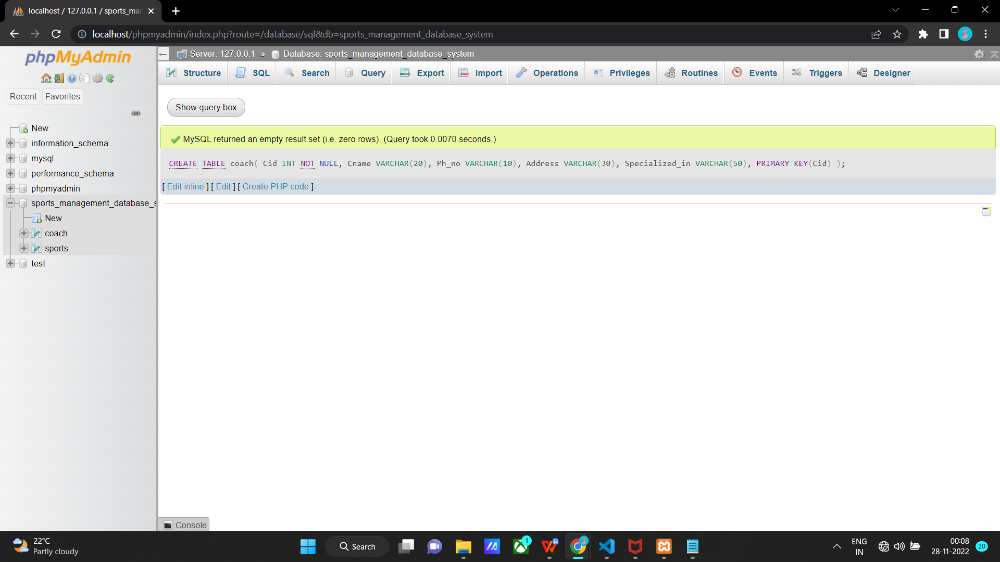 localhost / 127.0.0.1 / sports_mar
localhost/phpmyadmin/index.php?route=/database/sql&db=sports_management_database_system
phpMyAdmin
Recent Favorites
New
information_schema
mysql
performance_schema
phpmyadmin
sports_management_database_s
New
coach
sports
test
Server: 127.0.0.1 » Database: sports_management_database_system
Structure SQL Search Query Export Import Operations Privileges Routines Events Triggers Designer
Show query box
MySQL returned an empty result set (i.e. zero rows). (Query took 0.0070 seconds.)
CREATE TABLE coach( Cid INT NOT NULL, Cname VARCHAR(20), Ph_no VARCHAR(10), Address VARCHAR(30), Specialized_in VARCHAR(50), PRIMARY KEY(Cid) );
[ Edit inline ] [ Edit ] [ Create PHP code ]
Console
22°C
Partly cloudy
Search
1
ENG
IN
00:08
28-11-2022
20